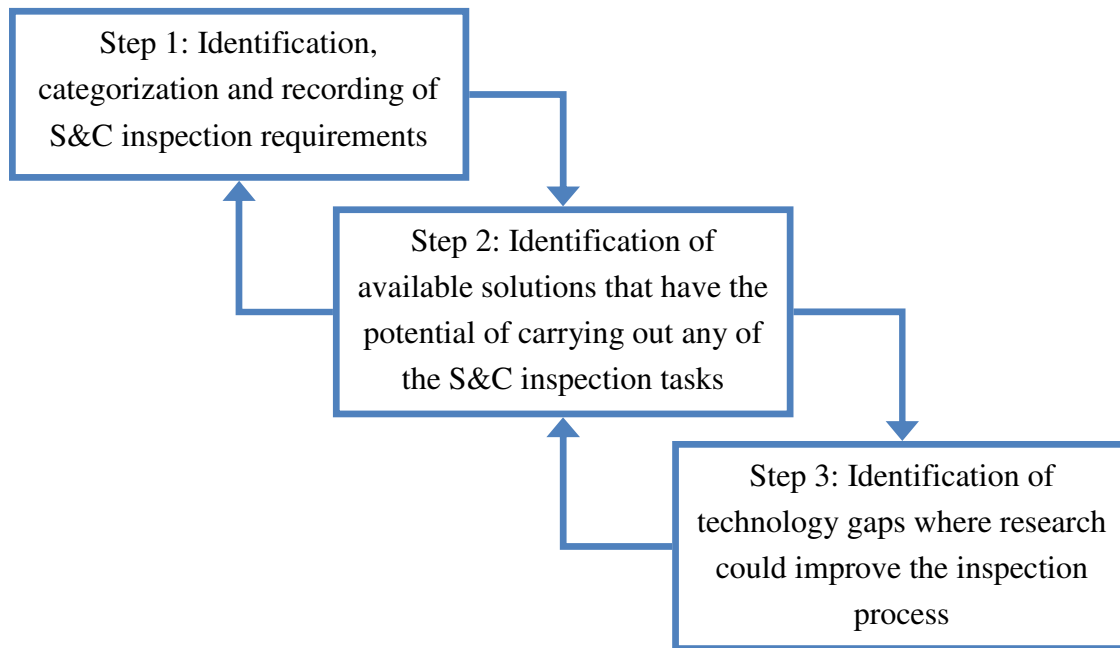 Step 1: Identification,
categorization and recording of
S&C inspection requirements
Step 2: Identification of
available solutions that have the
potential of carrying out any of
the S&C inspection tasks
Step 3: Identification of
technology gaps where research
could improve the inspection
process